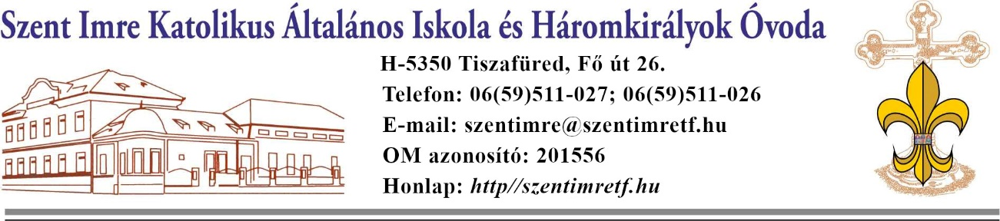 Szent Imre Katolikus Általános Iskola és Háromkirályok Óvoda
H-5350 Tiszafüred, Fő út 26.
Telefon: 06(59)511-027; 06(59)511-026
E-mail: szentimre@szentimretf.hu
OM azonosító: 201556
Honlap: http//szentimretf.hu